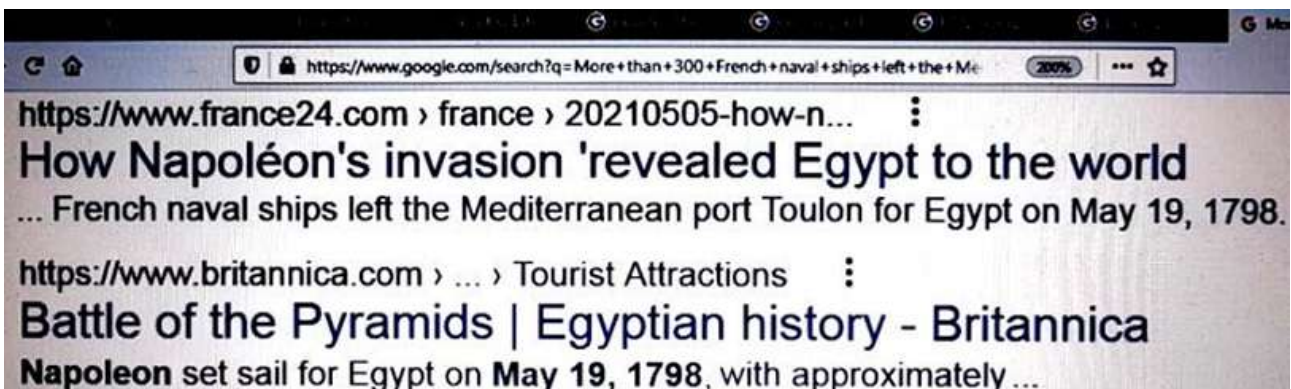 G Mo
https://www.google.com/search?q=More+than+300+French+naval+ships+left+the+Me 200%
https://www.france24.com › france › 20210505-how-n...
How Napoléon's invasion 'revealed Egypt to the world
... French naval ships left the Mediterranean port Toulon for Egypt on May 19, 1798.
https://www.britannica.com › ... › Tourist Attractions
Battle of the Pyramids | Egyptian history - Britannica
Napoleon set sail for Egypt on May 19, 1798, with approximately ...